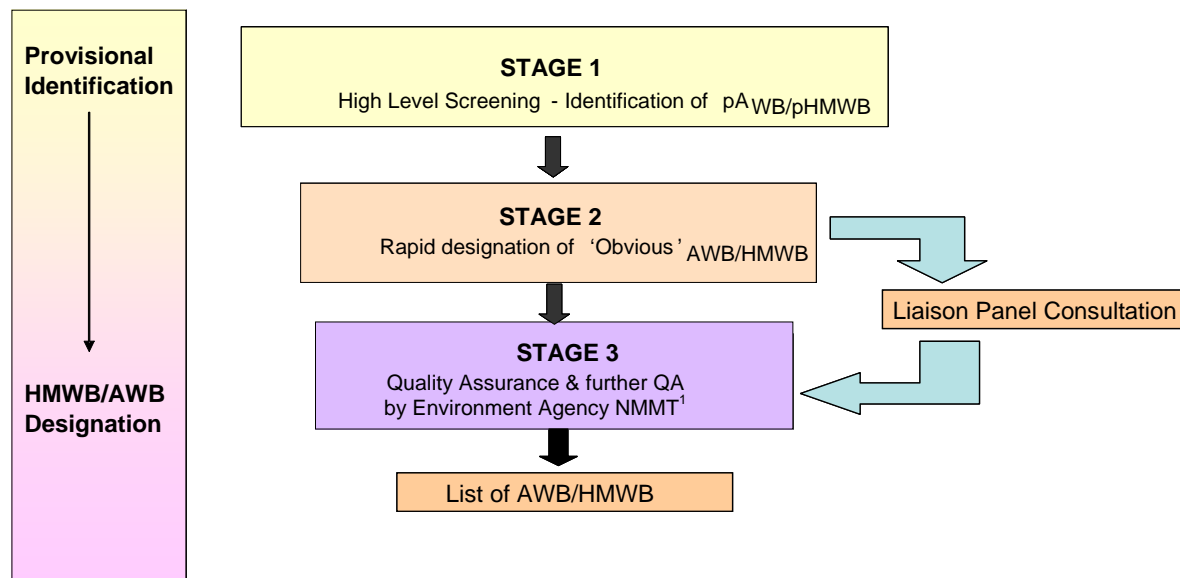 Provisional
Identification
HMWB/AWB
Designation
STAGE 1
High Level Screening - Identification of pAWB/pHMWB
STAGE 2
Rapid designation of ‘Obvious’ AWB/HMWB
Liaison Panel Consultation
STAGE 3
Quality Assurance & further QA
by Environment Agency NMMT¹
List of AWB/HMWB